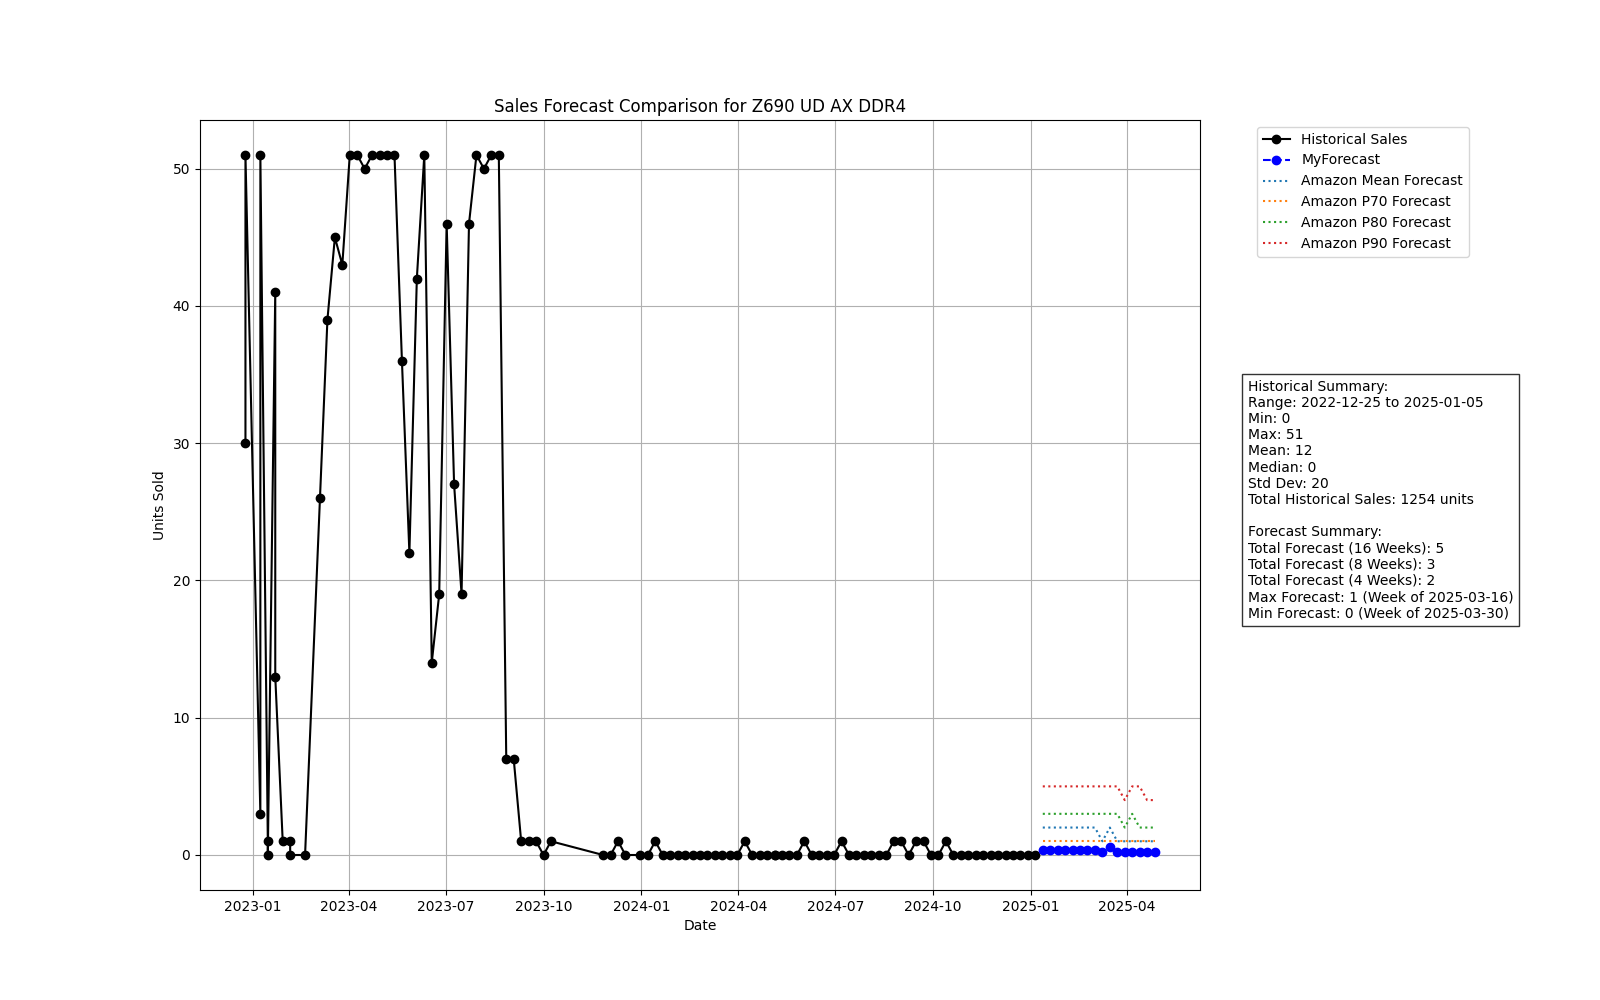 Sales Forecast Comparison for Z690 UD AX DDR4
Historical Sales
MyForecast
Amazon Mean Forecast
Amazon P70 Forecast
Amazon P80 Forecast
Amazon P90 Forecast
50
40
30
20
10
0
Units Sold
Historical Summary:
Range: 2022-12-25 to 2025-01-05
Min: 0
Max: 51
Mean: 12
Median: 0
Std Dev: 20
Total Historical Sales: 1254 units
Forecast Summary:
Total Forecast (16 Weeks): 5
Total Forecast (8 Weeks): 3
Total Forecast (4 Weeks): 2
Max Forecast: 1 (Week of 2025-03-16)
Min Forecast: 0 (Week of 2025-03-30)
2023-01 2023-04 2023-07 2023-10 2024-01 2024-04 2024-07 2024-10 2025-01 2025-04
Date